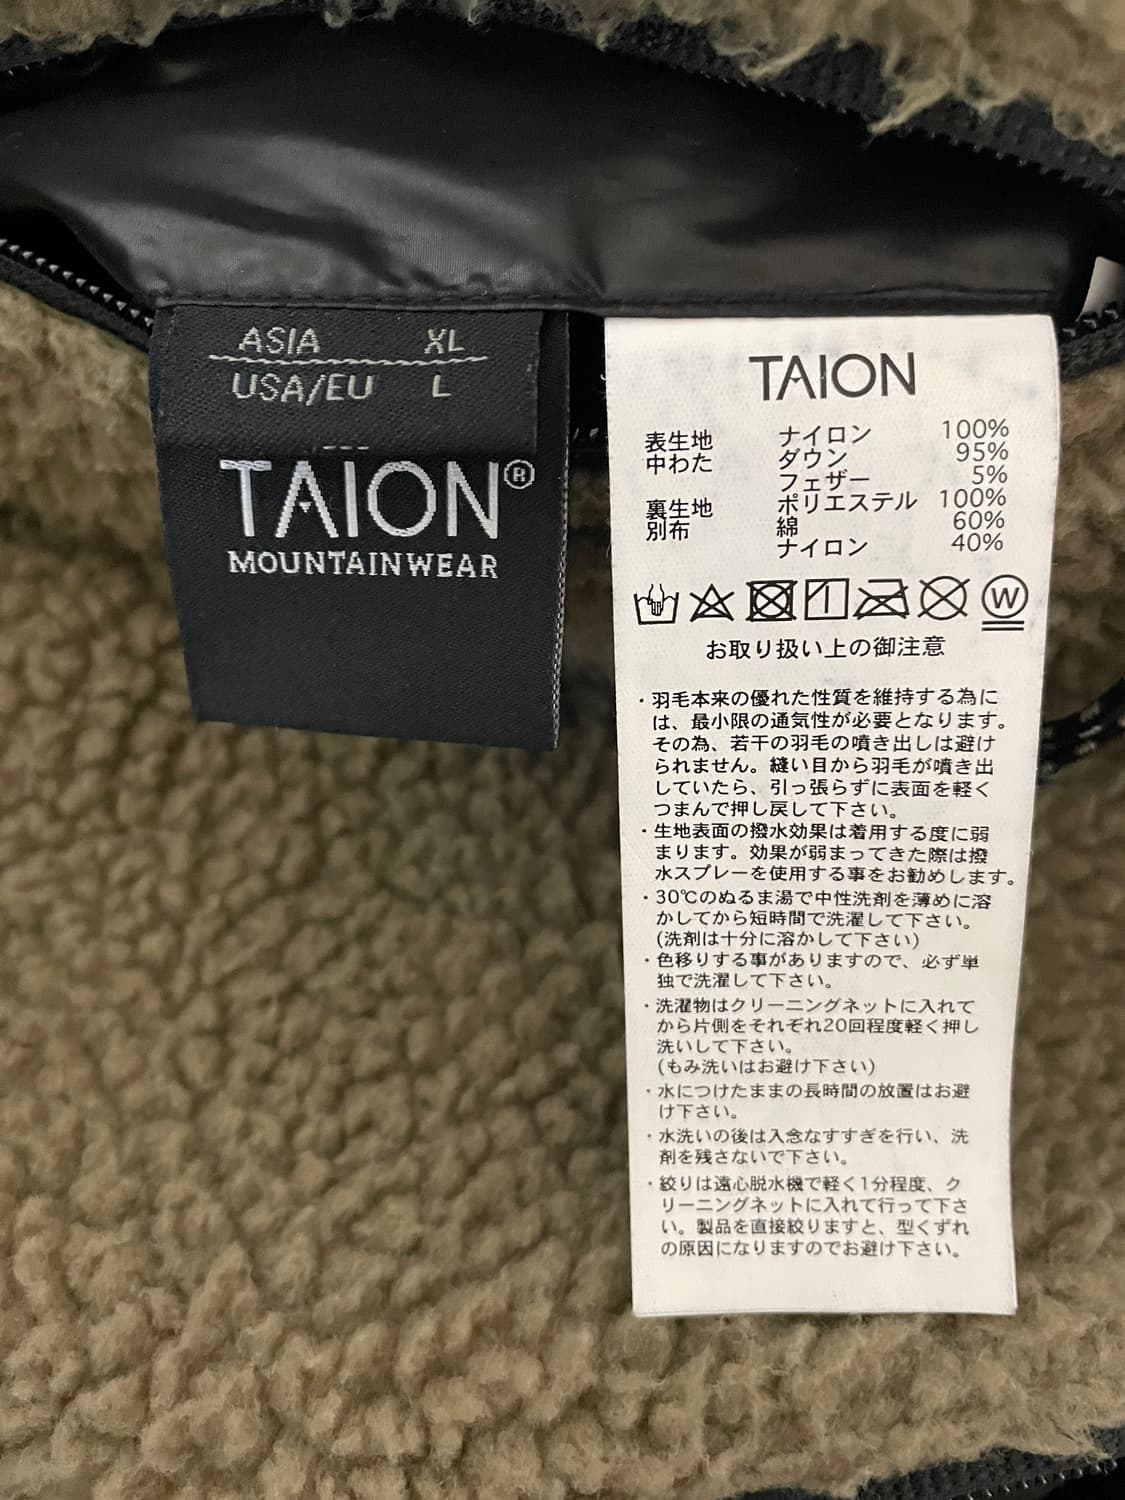 ASIA XL
USA/EU L
TAION®
MOUNTAINWEAR
TAION
表生地 ナイロン 100%
中わた ダウン 95%
フェザー 5%
裏生地 ポリエステル 100%
別布 綿 60%
ナイロン 40%
W
お取り扱い上の御注意
・羽毛本来の優れた性質を維持する為に
は、最小限の通気性が必要となります。
その為、若干の羽毛の噴き出しは避け
られません。縫い目から羽毛が噴き出
していたら、引っ張らずに表面を軽く
つまんで押し戻して下さい。
・生地表面の撥水効果は着用する度に弱
まります。効果が弱まってきた際は撥
水スプレーを使用する事をお勧めします。
・30℃のぬるま湯で中性洗剤を薄めに溶
かしてから短時間で洗濯して下さい。
(洗剤は十分に溶かして下さい)
・色移りする事がありますので、必ず単
独で洗濯して下さい。
・洗濯物はクリーニングネットに入れて
から片側をそれぞれ20回程度軽く押し
洗いして下さい。
(もみ洗いはお避け下さい)
・水につけたままの長時間の放置はお避
け下さい。
・水洗いの後は入念なすすぎを行い、洗
剤を残さないで下さい。
・絞りは遠心脱水機で軽く1分程度、ク
リーニングネットに入れて行って下さ
い。製品を直接絞りますと、型くずれ
の原因になりますのでお避け下さい。